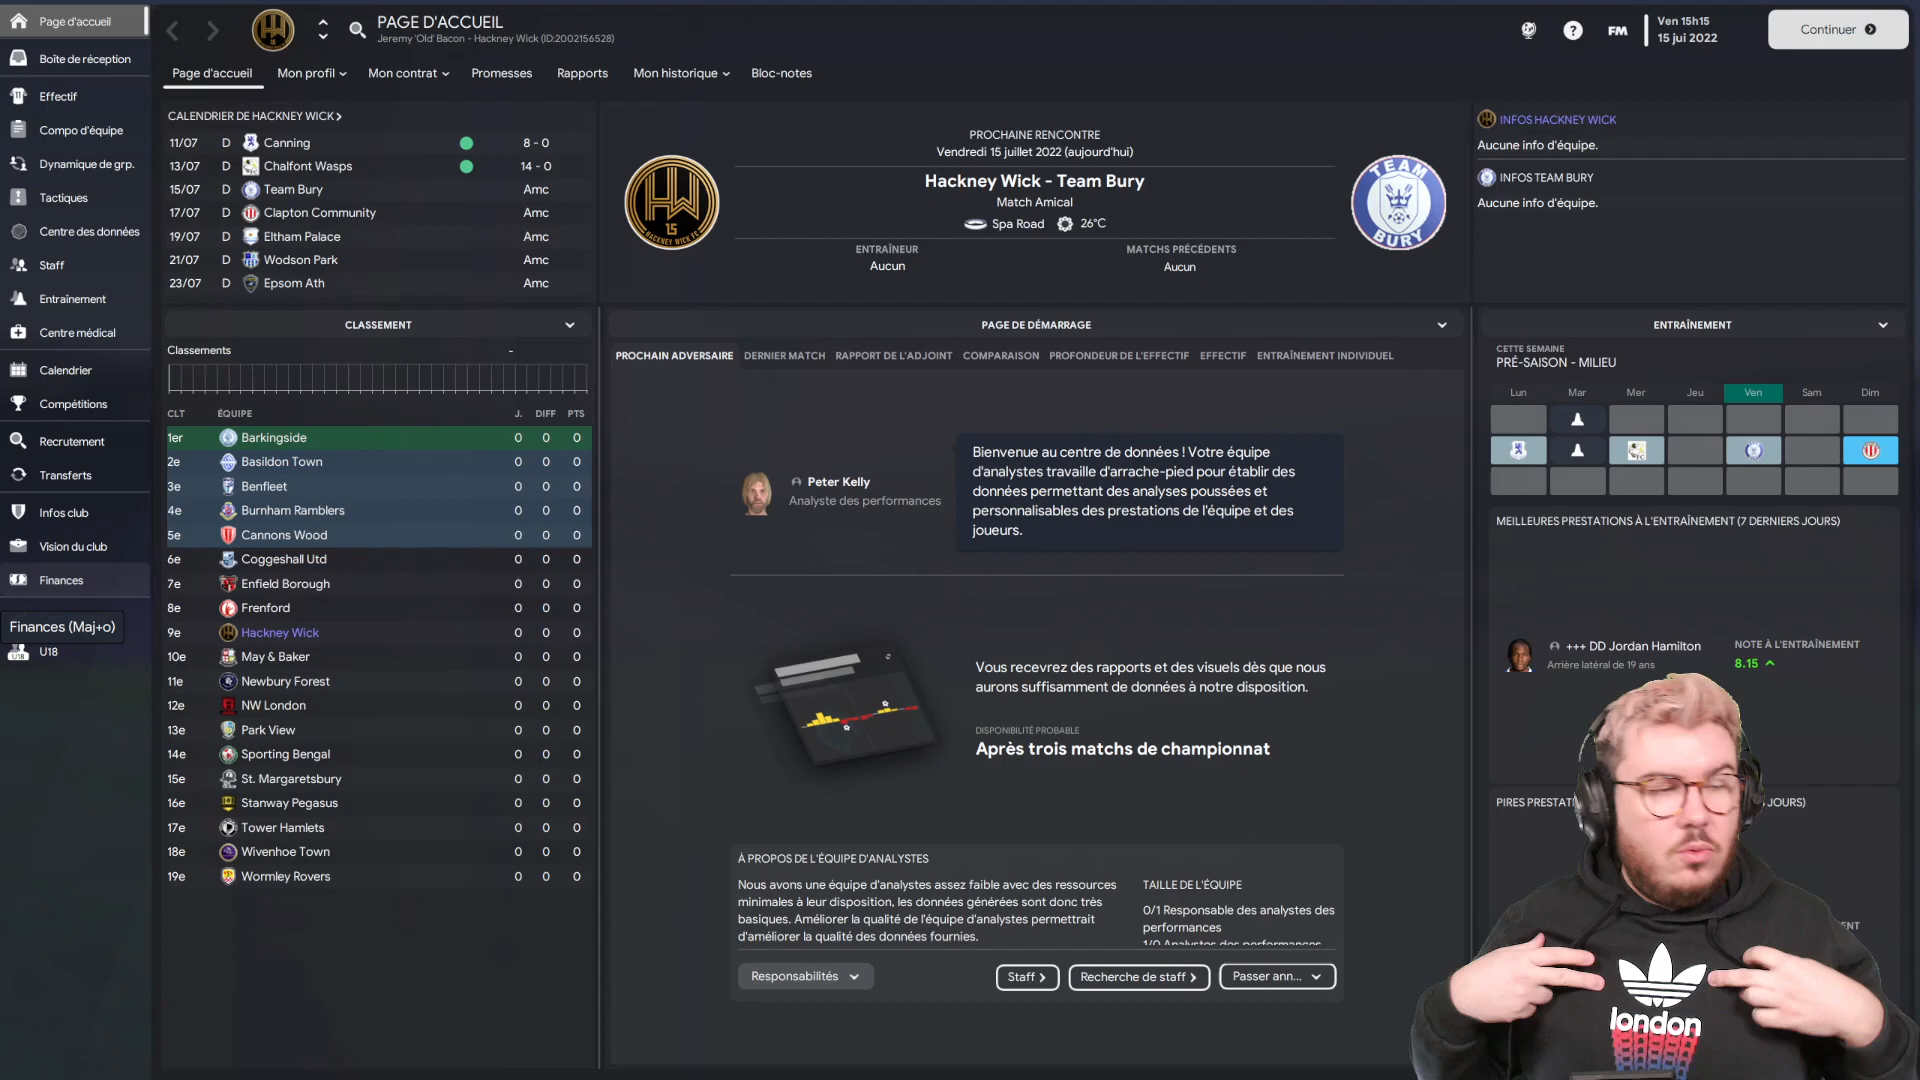 Page d'accueil
Boîte de réception
Effectif
Compo d'équipe
Dynamique de grp.
Tactiques
Centre des données
Staff
Entraînement
Centre médical
Calendrier
Compétitions
Recrutement
Transferts
Infos club
Vision du club
Finances
Finances (Maj+o)
U18
PAGE D'ACCUEIL
Jeremy 'Old' Bacon - Hackney Wick (ID:2002156528)
FM
Ven 15h15
15 jui 2022
Continuer
Page d'accueil
Mon profil
Mon contrat
Promesses
Rapports
Mon historique
Bloc-notes
CALENDRIER DE HACKNEY WICK
11/07 D Canning 8 - 0
13/07 D Chalfont Wasps 14 - 0
15/07 D Team Bury Amc
17/07 D Clapton Community Amc
19/07 D Eltham Palace Amc
21/07 D Wodson Park Amc
23/07 D Epsom Ath Amc
HW
15
HACKNEY WICK FC
PROCHAINE RENCONTRE
Vendredi 15 juillet 2022 (aujourd'hui)
Hackney Wick - Team Bury
Match Amical
Spa Road 26°C
ENTRAÎNEUR
Aucun
MATCHS PRÉCÉDENTS
Aucun
TEAM
BURY
INFOS HACKNEY WICK
Aucune info d'équipe.
INFOS TEAM BURY
Aucune info d'équipe.
CLASSEMENT
Classements -
CLT ÉQUIPE J. DIFF PTS
1er Barkingside 0 0 0
2e Basildon Town 0 0 0
3e Benfleet 0 0 0
4e Burnham Ramblers 0 0 0
5e Cannons Wood 0 0 0
6e Coggeshall Utd 0 0 0
7e Enfield Borough 0 0 0
8e Frenford 0 0 0
9e Hackney Wick 0 0 0
10e May & Baker 0 0 0
11e Newbury Forest 0 0 0
12e NW London 0 0 0
13e Park View 0 0 0
14e Sporting Bengal 0 0 0
15e St. Margaretsbury 0 0 0
16e Stanway Pegasus 0 0 0
17e Tower Hamlets 0 0 0
18e Wivenhoe Town 0 0 0
19e Wormley Rovers 0 0 0
PAGE DE DÉMARRAGE
PROCHAIN ADVERSAIRE
DERNIER MATCH
RAPPORT DE L'ADJOINT
COMPARAISON
PROFONDEUR DE L'EFFECTIF
EFFECTIF
ENTRAÎNEMENT INDIVIDUEL
Peter Kelly
Analyste des performances
Bienvenue au centre de données ! Votre équipe
d'analystes travaille d'arrache-pied pour établir des
données permettant des analyses poussées et
personnalisables des prestations de l'équipe et des
joueurs.
Vous recevrez des rapports et des visuels dès que nous
aurons suffisamment de données à notre disposition.
DISPONIBILITÉ PROBABLE
Après trois matchs de championnat
À PROPOS DE L'ÉQUIPE D'ANALYSTES
Nous avons une équipe d'analystes assez faible avec des ressources
minimales à leur disposition, les données générées sont donc très
basiques. Améliorer la qualité de l'équipe d'analystes permettrait
d'améliorer la qualité des données fournies.
TAILLE DE L'ÉQUIPE
0/1 Responsable des analystes des
performances
1/0 Analystes des performances
Responsabilités
Staff
Recherche de staff
Passer ann...
ENTRAÎNEMENT
CETTE SEMAINE
PRÉ-SAISON - MILIEU
Lun Mar Mer Jeu Ven Sam Dim
MEILLEURES PRESTATIONS À L'ENTRAÎNEMENT (7 DERNIERS JOURS)
+++ DD Jordan Hamilton
Arrière latéral de 19 ans
NOTE À L'ENTRAÎNEMENT
8.15
PIRES PRESTAT JOURS)
ENT
london